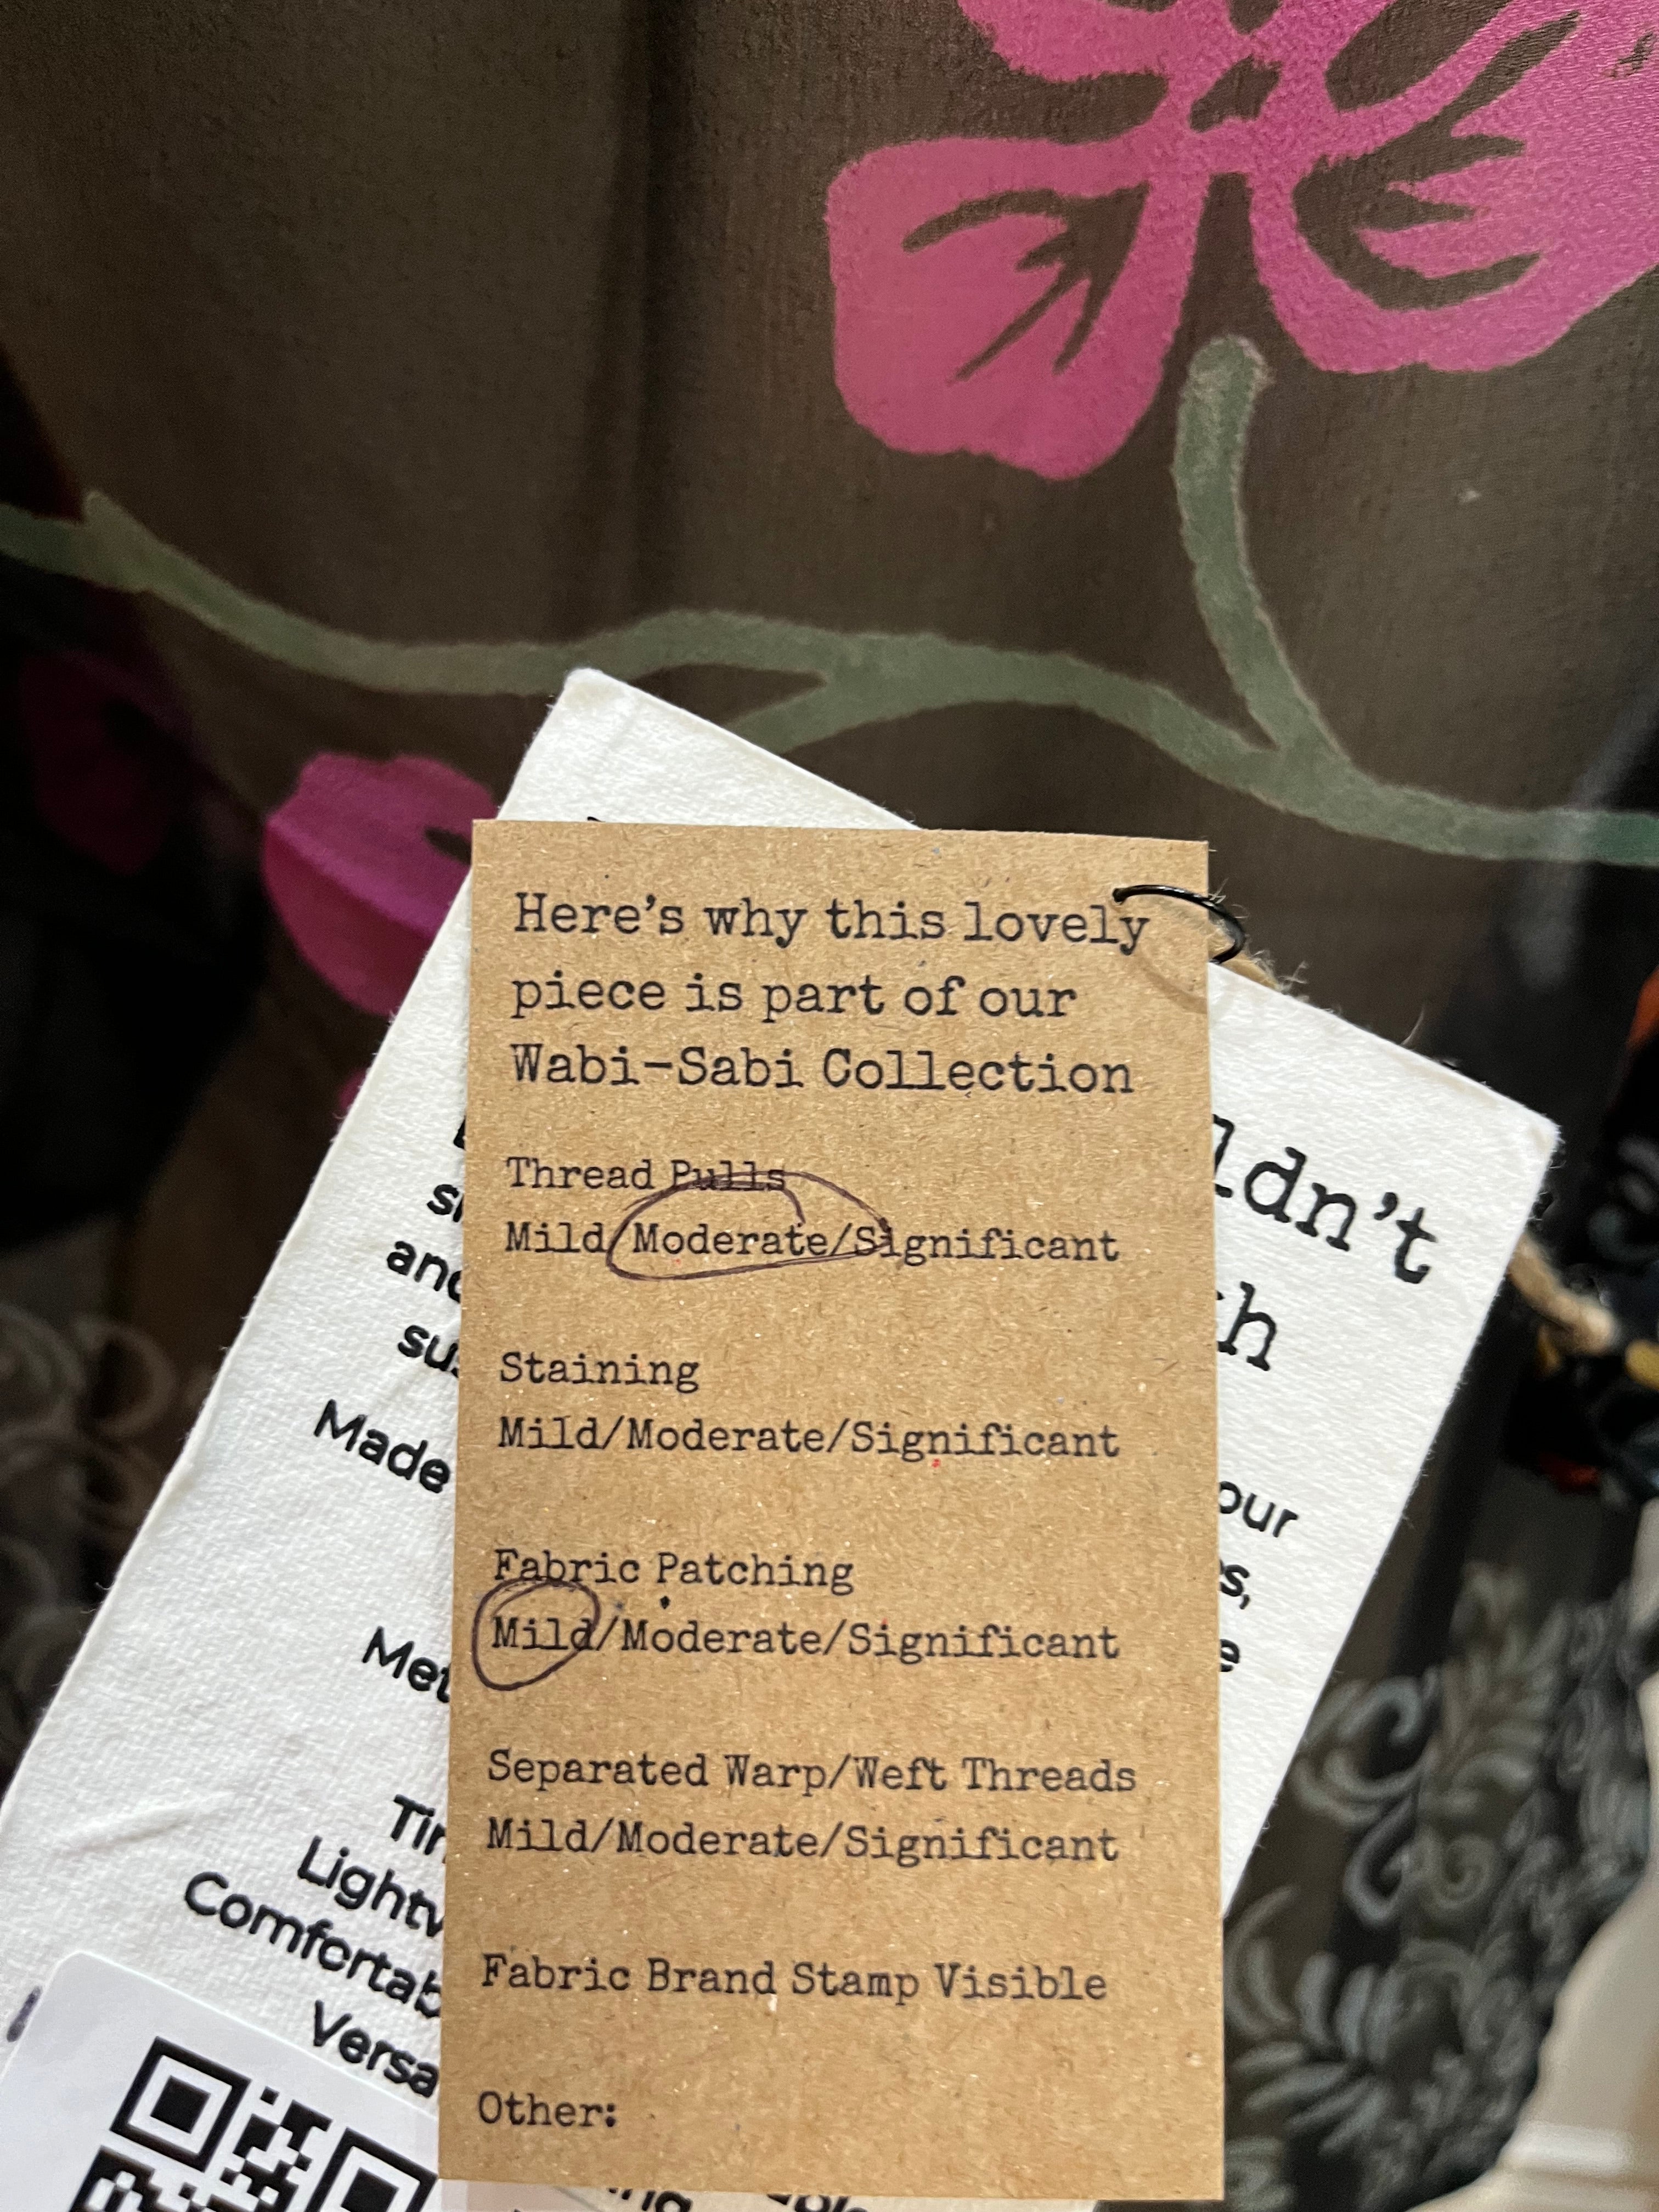 Here's why this lovely
piece is part of our
Wabi-Sabi Collection
Thread Pulls
Mild/Moderate/Significant
Staining
Mild/Moderate/Significant
Fabric Patching
Mild/Moderate/Significant
Separated Warp/Weft Threads
Mild/Moderate/Significant
Fabric Brand Stamp Visible
Other:
Made